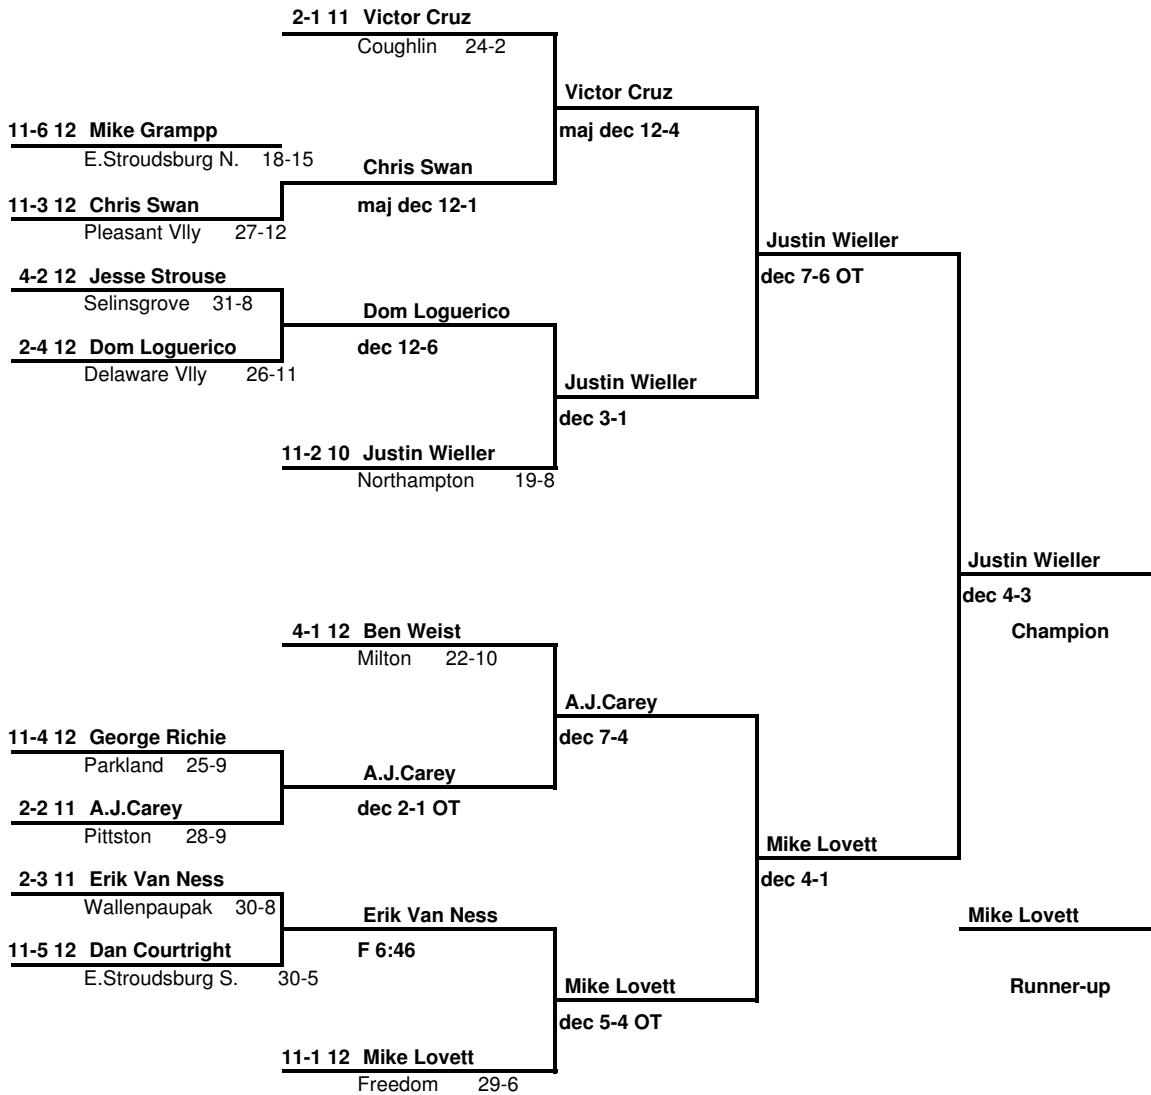 2-1 11 Victor Cruz
Coughlin 24-2
Victor Cruz
11-6 12 Mike Grampp
maj dec 12-4
E.Stroudsburg N. 18-15
Chris Swan
11-3 12 Chris Swan
maj dec 12-1
Pleasant Vlly 27-12
Justin Wieller
4-2 12 Jesse Strouse
dec 7-6 OT
Selinsgrove 31-8
Dom Loguerico
2-4 12 Dom Loguerico
dec 12-6
Delaware Vlly 26-11
Justin Wieller
dec 3-1
11-2 10 Justin Wieller
Northampton 19-8
Justin Wieller
dec 4-3
4-1 12 Ben Weist
Champion
Milton 22-10
A.J.Carey
11-4 12 George Richie
dec 7-4
Parkland 25-9
A.J.Carey
2-2 11 A.J.Carey
dec 2-1 OT
Pittston 28-9
Mike Lovett
2-3 11 Erik Van Ness
dec 4-1
Wallenpaupak 30-8
Erik Van Ness
Mike Lovett
11-5 12 Dan Courtright
F 6:46
E.Stroudsburg S. 30-5
Mike Lovett
Runner-up
dec 5-4 OT
11-1 12 Mike Lovett
Freedom 29-6